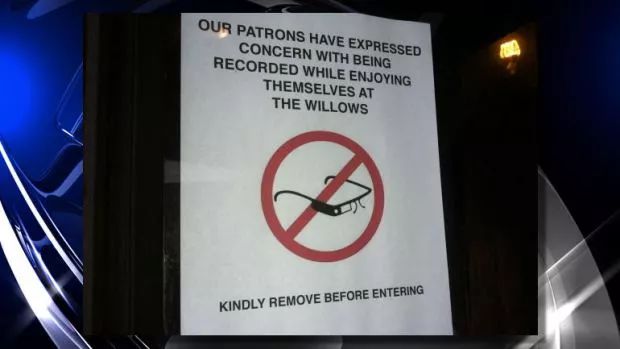 OUR PATRONS HAVE EXPRESSED
CONCERN WITH BEING
RECORDED WHILE ENJOYING
THEMSELVES AT
THE WILLOWS
KINDLY REMOVE BEFORE ENTERING